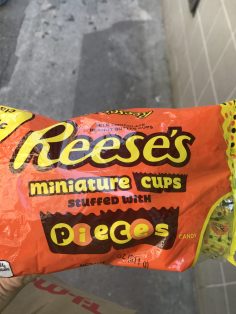 Reese's
miniature cups
stuffed with
Pieces
CANDY